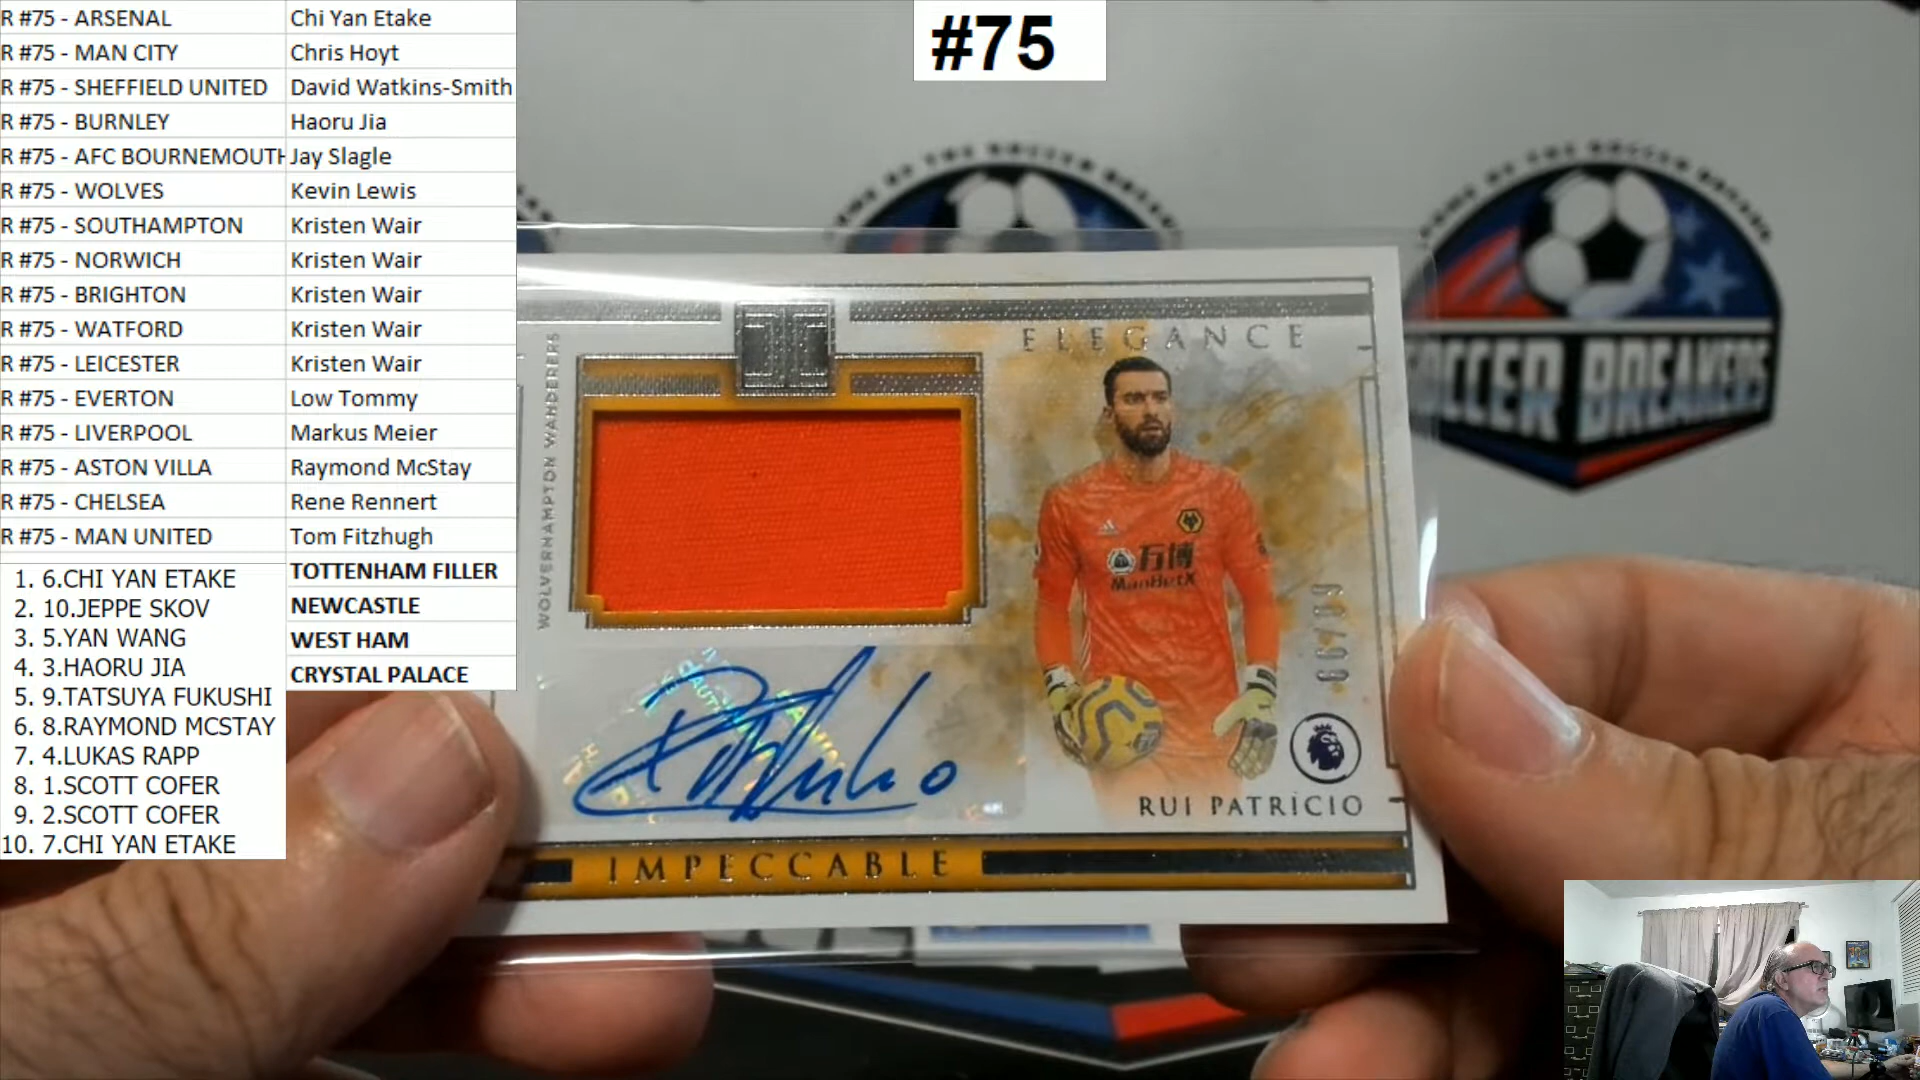 #75
R #75 - ARSENAL Chi Yan Etake
R #75 - MAN CITY Chris Hoyt
R #75 - SHEFFIELD UNITED David Watkins-Smith
R #75 - BURNLEY Haoru Jia
R #75 - AFC BOURNEMOUTH Jay Slagle
R #75 - WOLVES Kevin Lewis
R #75 - SOUTHAMPTON Kristen Wair
R #75 - NORWICH Kristen Wair
R #75 - BRIGHTON Kristen Wair
R #75 - WATFORD Kristen Wair
R #75 - LEICESTER Kristen Wair
R #75 - EVERTON Low Tommy
R #75 - LIVERPOOL Markus Meier
R #75 - ASTON VILLA Raymond McStay
R #75 - CHELSEA Rene Rennert
R #75 - MAN UNITED Tom Fitzhugh
TOTTENHAM FILLER
NEWCASTLE
WEST HAM
CRYSTAL PALACE
1. 6.CHI YAN ETAKE
2. 10.JEPPE SKOV
3. 5.YAN WANG
4. 3.HAORU JIA
5. 9.TATSUYA FUKUSHI
6. 8.RAYMOND MCSTAY
7. 4.LUKAS RAPP
8. 1.SCOTT COFER
9. 2.SCOTT COFER
10. 7.CHI YAN ETAKE
ELEGANCE
WOLVERHAMPTON WANDERERS
万博
ManBetX
RUI PATRÍCIO
IMPECCABLE
SOCCER BREAKERS